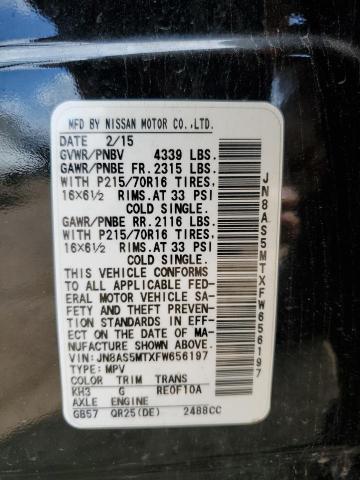 MFD BY NISSAN MOTOR CO.,LTD.
DATE 2/15
GVWR/PNBV 4339 LBS.
GAWR/PNBE FR. 2315 LBS.
WITH P215/70R16 TIRES,
16X6½ RIMS. AT 33 PSI
COLD SINGLE.
GAWR/PNBE RR. 2116 LBS.
WITH P215/70R16 TIRES,
16X6½ RIMS. AT 33 PSI
COLD SINGLE.
THIS VEHICLE CONFORMS
TO ALL APPLICABLE FED-
ERAL MOTOR VEHICLE SA-
FETY AND THEFT PREVENTION
STANDARDS IN EFF-
ECT ON THE DATE OF MA-
NUFACTURE SHOWN ABOVE.
VIN:JN8AS5MTXFW656197
TYPE: MPV
COLOR TRIM TRANS
KH3 G RE0F10A
AXLE ENGINE
GB57 QR25(DE) 2488CC
JN8AS5MTXFW656197